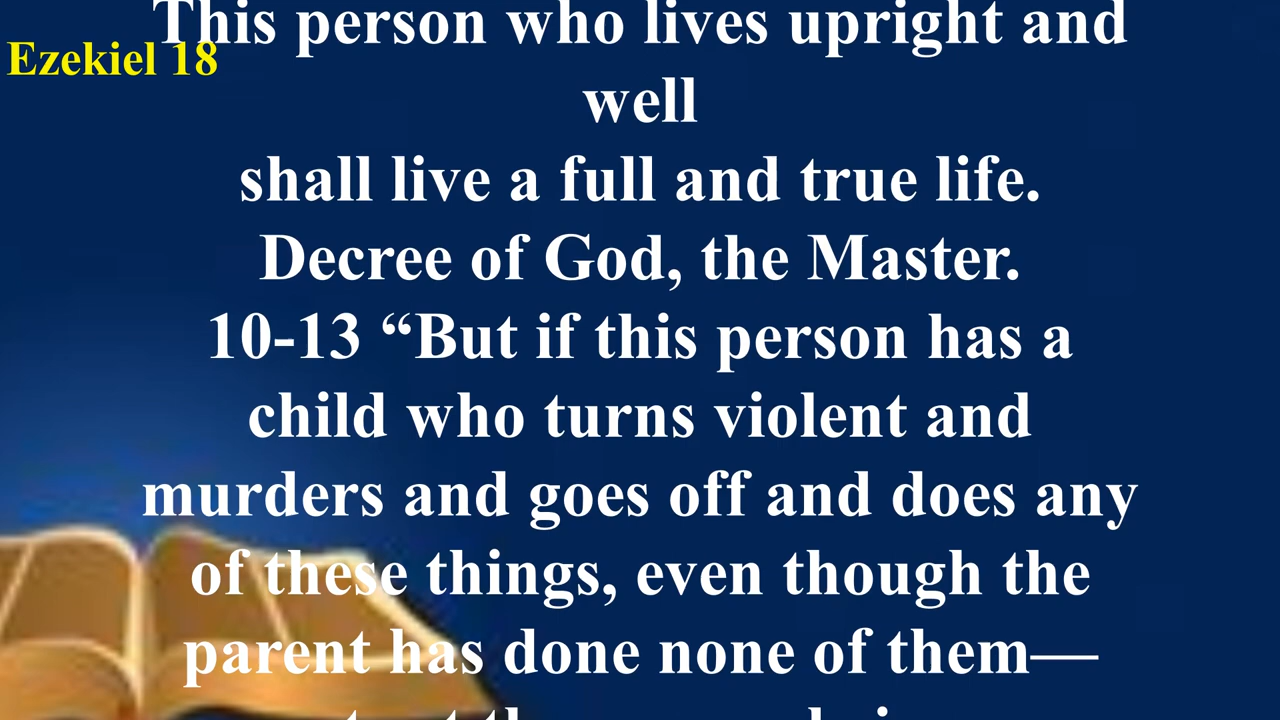 This person who lives upright and
Ezekiel 18
well
shall live a full and true life.
Decree of God, the Master.
10-13 “But if this person has a
child who turns violent and
murders and goes off and does any
of these things, even though the
parent has done none of them—